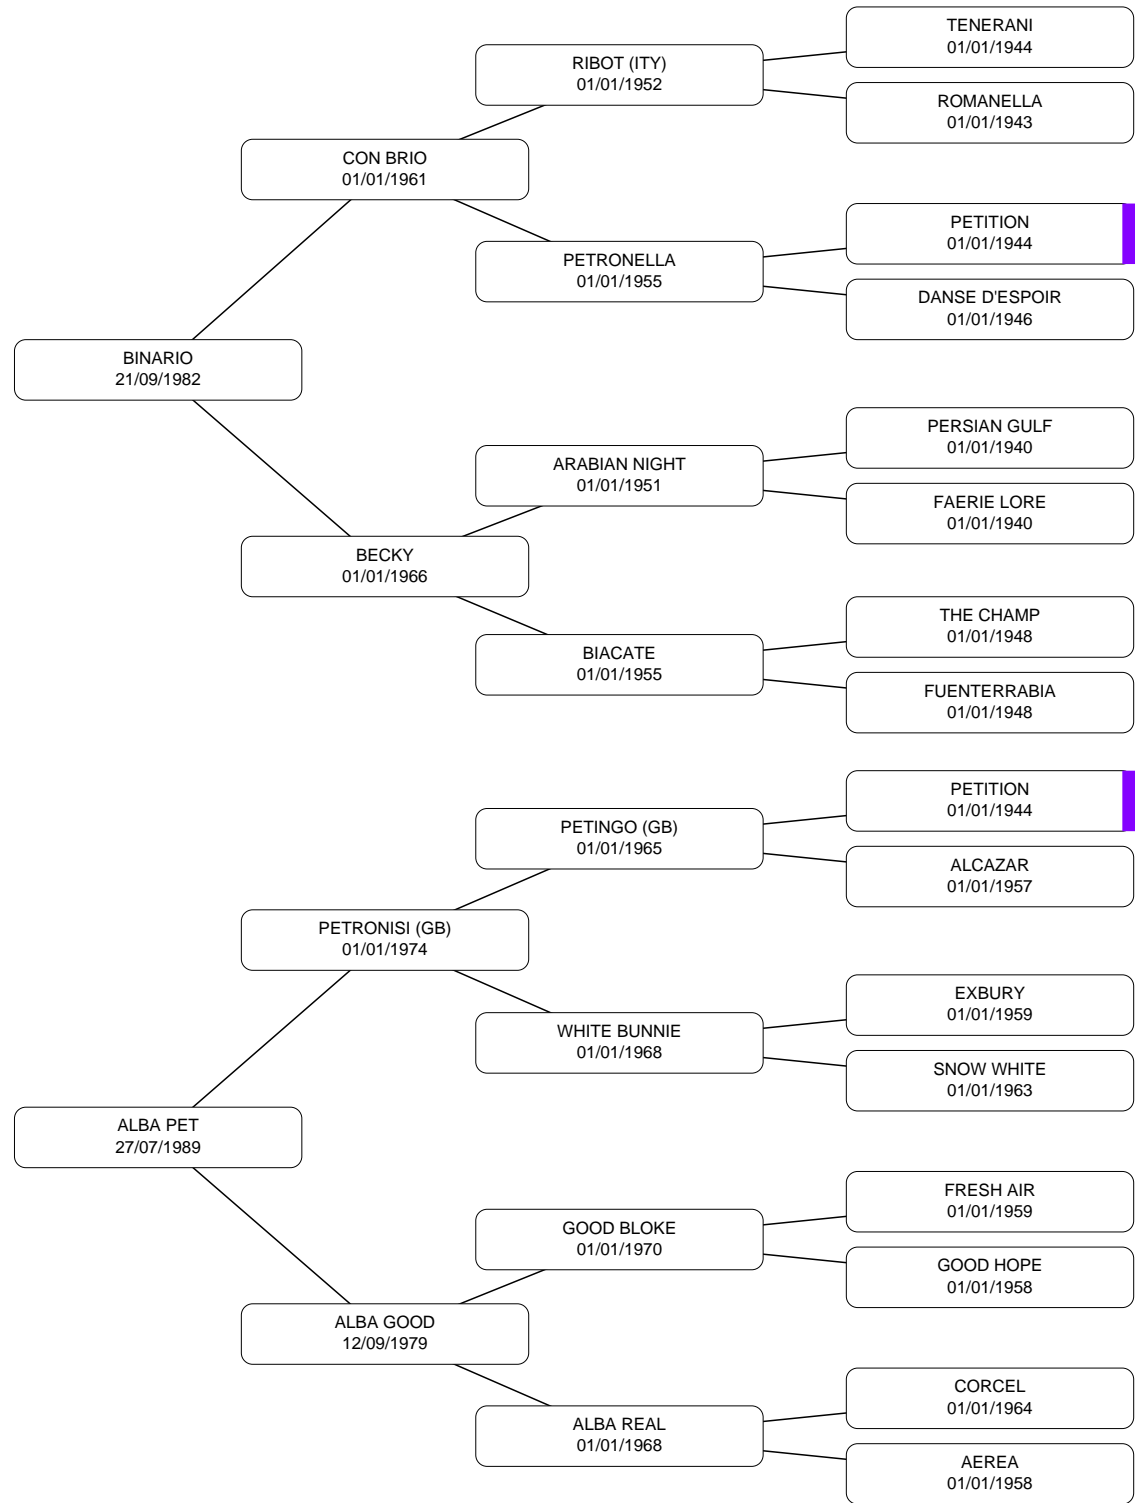 TENERANI
01/01/1944
RIBOT (ITY)
01/01/1952
ROMANELLA
01/01/1943
CON BRIO
01/01/1961
PETITION
01/01/1944
PETRONELLA
01/01/1955
DANSE D'ESPOIR
01/01/1946
BINARIO
21/09/1982
PERSIAN GULF
01/01/1940
ARABIAN NIGHT
01/01/1951
FAERIE LORE
01/01/1940
BECKY
01/01/1966
THE CHAMP
01/01/1948
BIACATE
01/01/1955
FUENTERRABIA
01/01/1948
PETITION
01/01/1944
PETINGO (GB)
01/01/1965
ALCAZAR
01/01/1957
PETRONISI (GB)
01/01/1974
EXBURY
01/01/1959
WHITE BUNNIE
01/01/1968
SNOW WHITE
01/01/1963
ALBA PET
27/07/1989
FRESH AIR
01/01/1959
GOOD BLOKE
01/01/1970
GOOD HOPE
01/01/1958
ALBA GOOD
12/09/1979
CORCEL
01/01/1964
ALBA REAL
01/01/1968
AEREA
01/01/1958